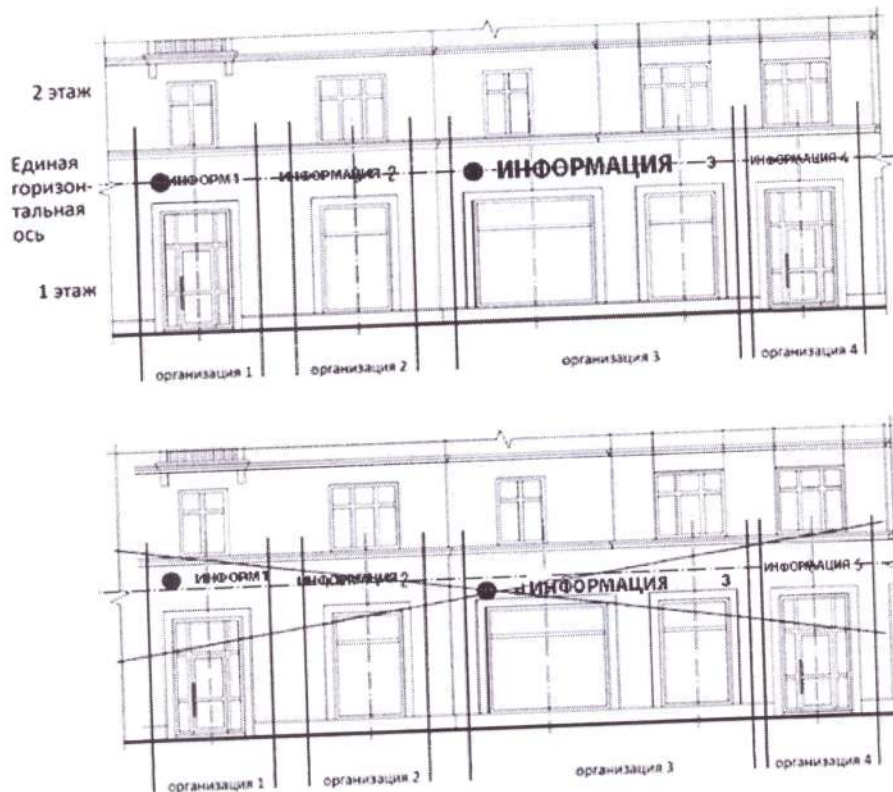 2 этаж
Единая
горизон-
тальная
ось
ИНФОРМ 1
ИНФОРМАЦИЯ 2
ИНФОРМАЦИЯ 3
ИНФОРМАЦИЯ 4
1 этаж
организация 1
организация 2
организация 3
организация 4
ИНФОРМ 1
ИНФОРМАЦИЯ 2
ИНФОРМАЦИЯ 3
ИНФОРМАЦИЯ 5
организация 1
организация 2
организация 3
организация 4